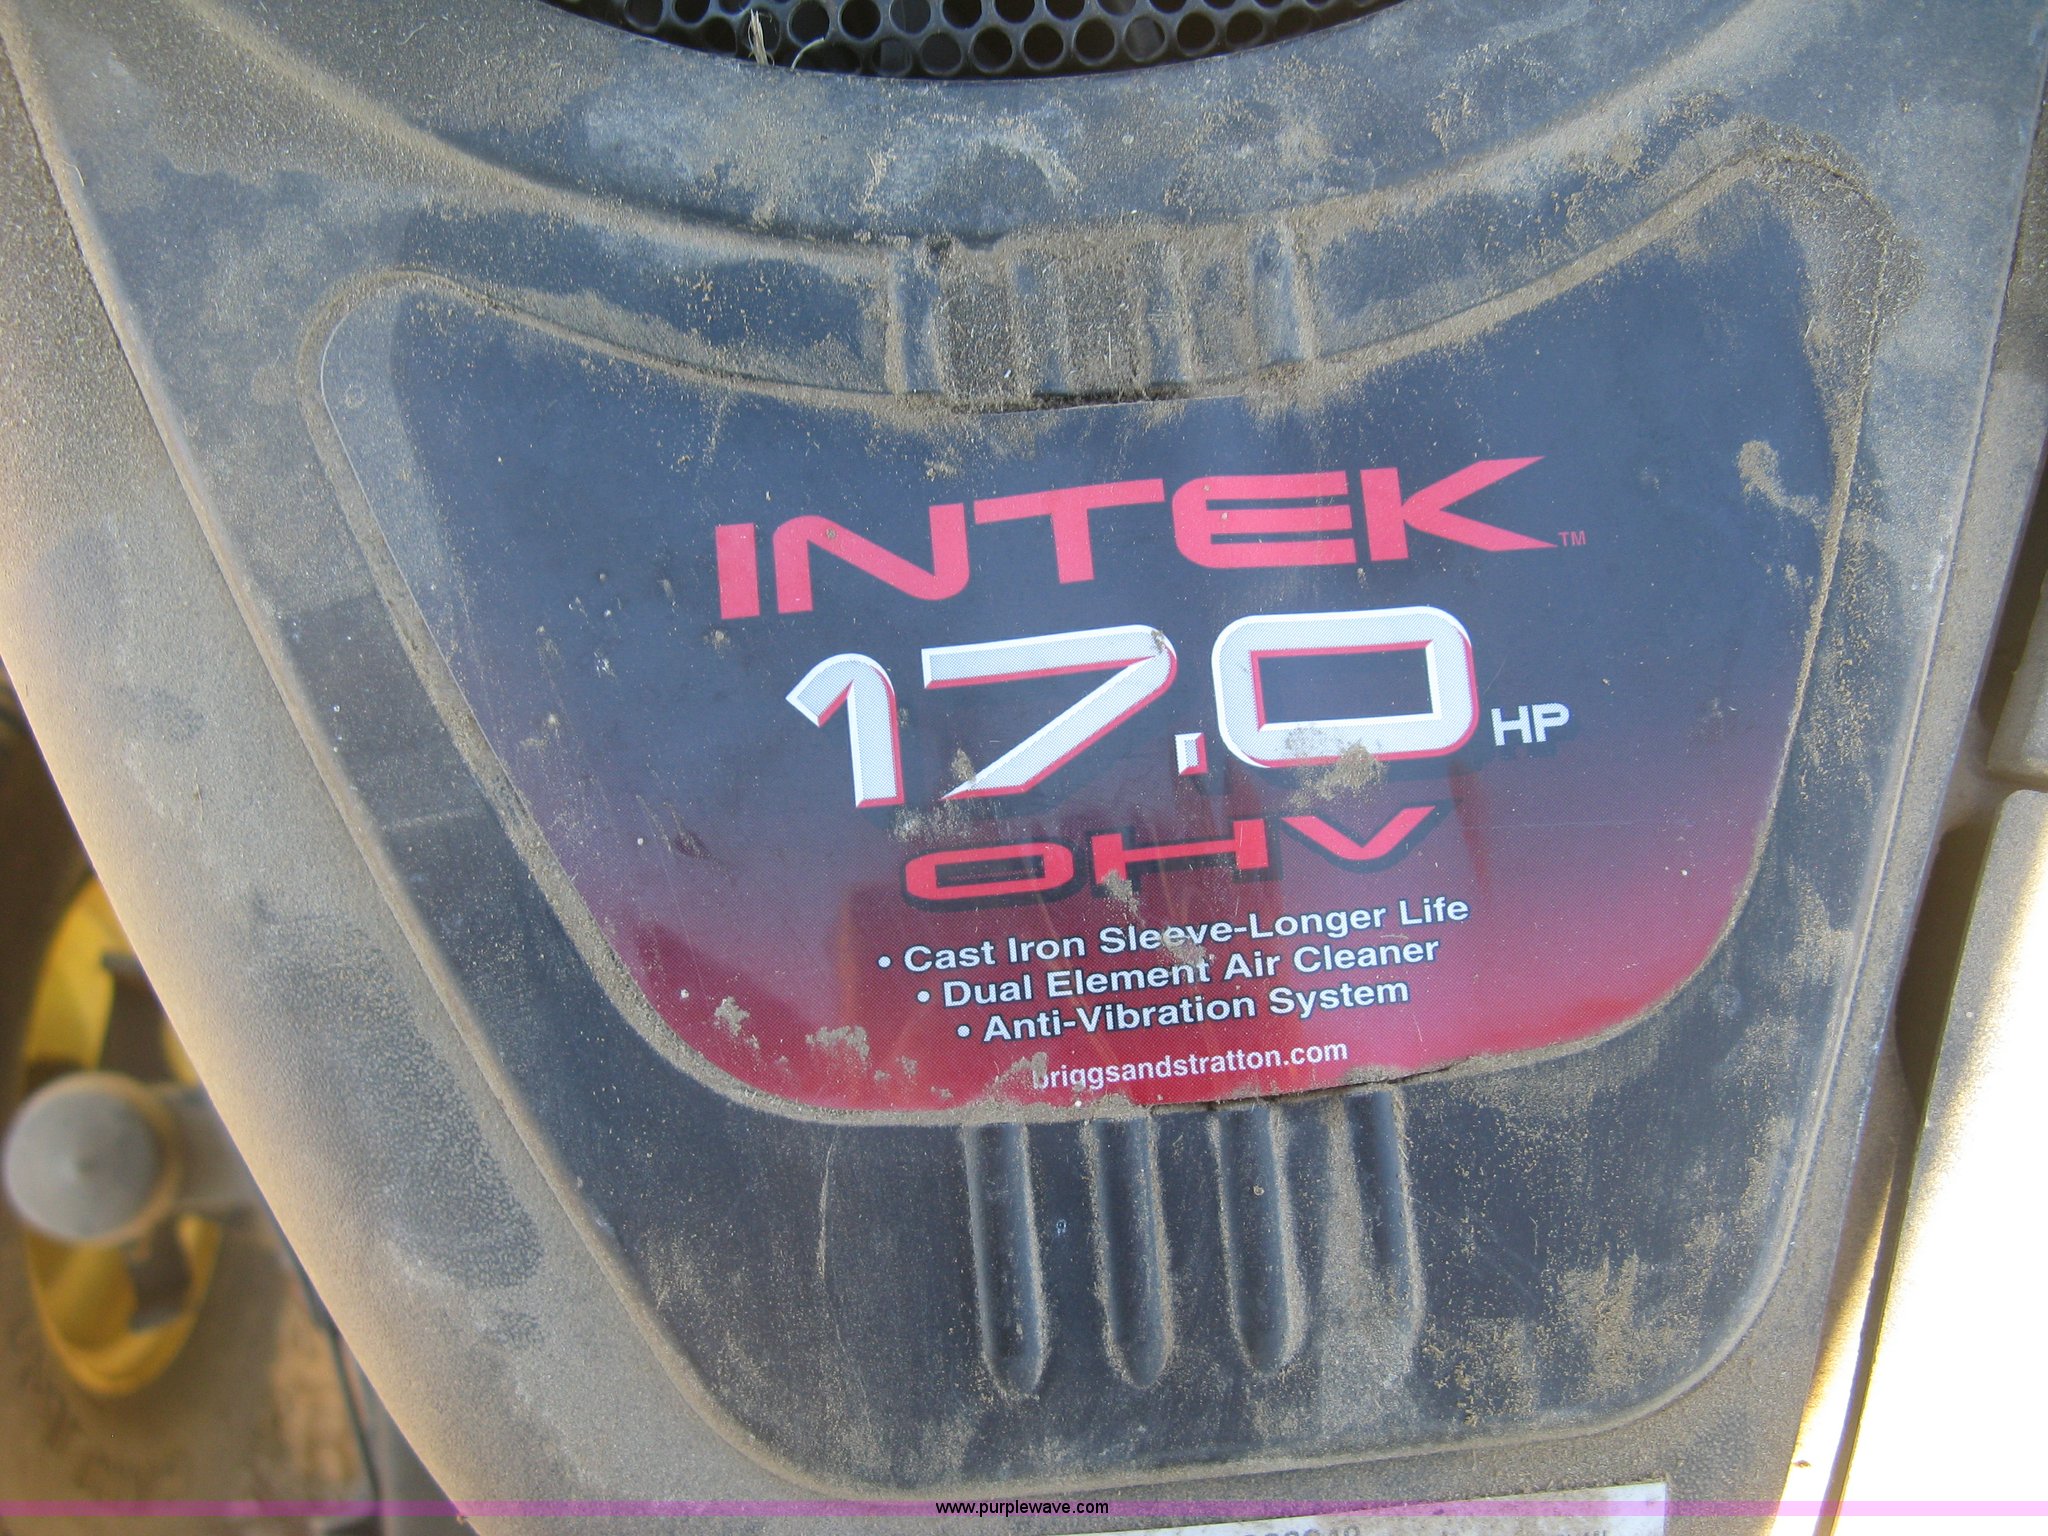 INTEK™
17.0 HP
OHV
• Cast Iron Sleeve-Longer Life
• Dual Element Air Cleaner
• Anti-Vibration System
briggsandstratton.com
www.purplewave.com